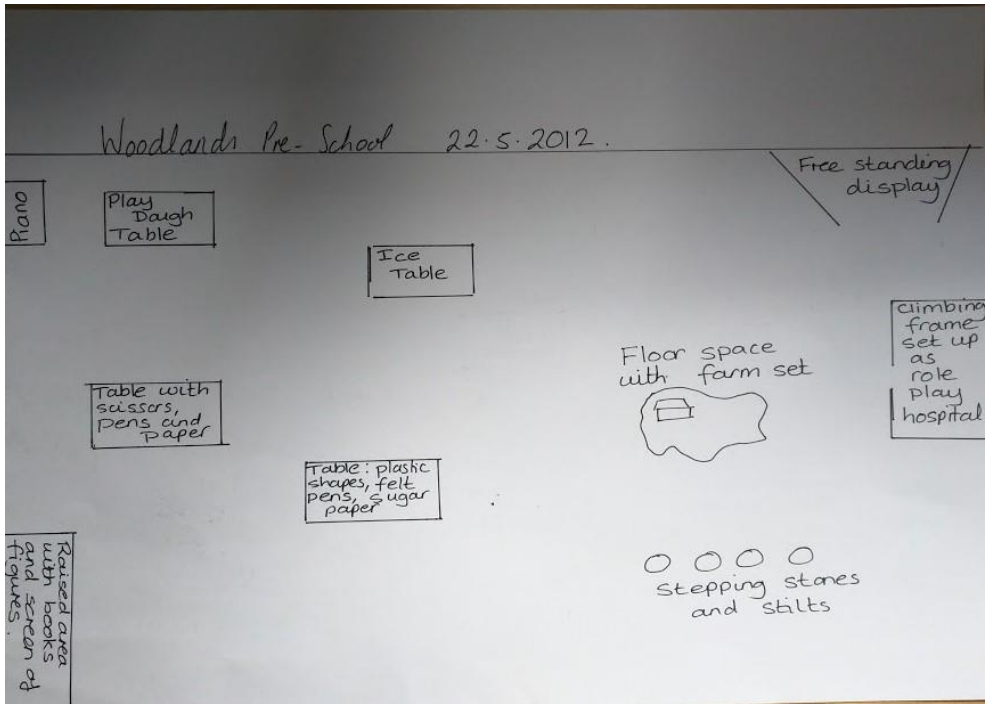 Woodlands Pre-School 22.5.2012.
Free standing
display
Piano
Play
Dough
Table
Ice
Table
climbing
frame
set up
as
role
play
hospital
Floor space
with farm set
Table with
scissors,
pens and
paper
Table: plastic
shapes, felt
pens, sugar
paper
Raised area
with books
and screen of
figures.
Stepping stones
and stilts